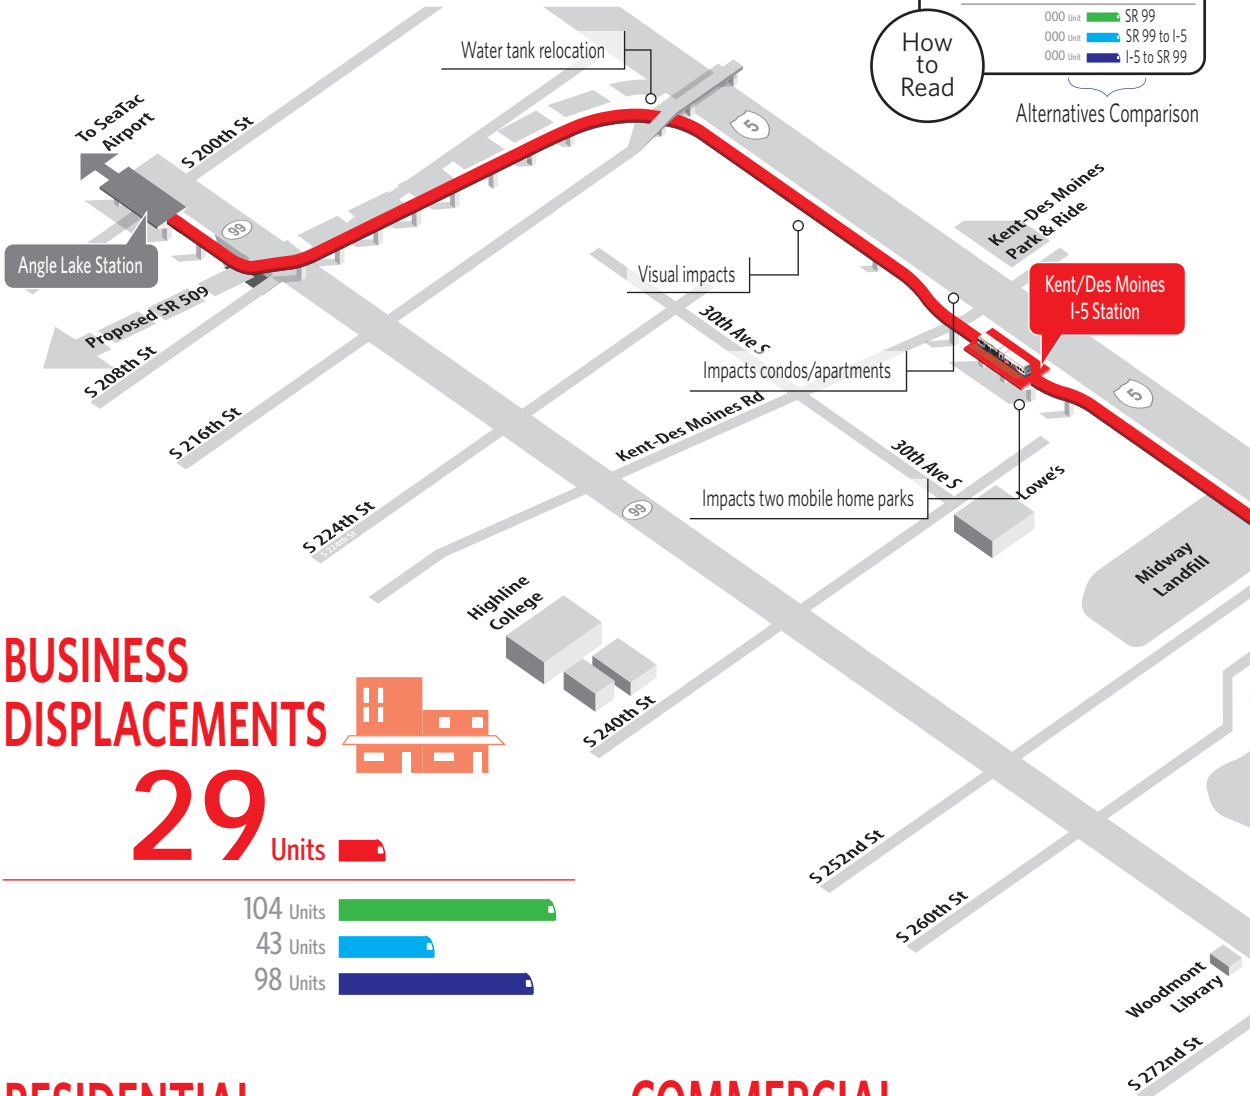 Water tank relocation
How
to
Read
000 Unit SR 99
000 Unit SR 99 to I-5
000 Unit I-5 to SR 99
Alternatives Comparison
To SeaTac
Airport
S 200th St
5
99
Angle Lake Station
Proposed SR 509
S 208th St
S 216th St
Visual impacts
Kent-Des Moines
Park & Ride
Kent/Des Moines
I-5 Station
30th Ave S
Impacts condos/apartments
Kent-Des Moines Rd
5
30th Ave S
Lowe's
Impacts two mobile home parks
99
S 224th St
S 224th St
Midway
Landfill
Highline
College
S 240th St
BUSINESS
DISPLACEMENTS
29 Units
104 Units
43 Units
98 Units
S 252nd St
S 260th St
Woodmont
Library
S 272nd St
RESIDENTIAL
COMMERCIAL